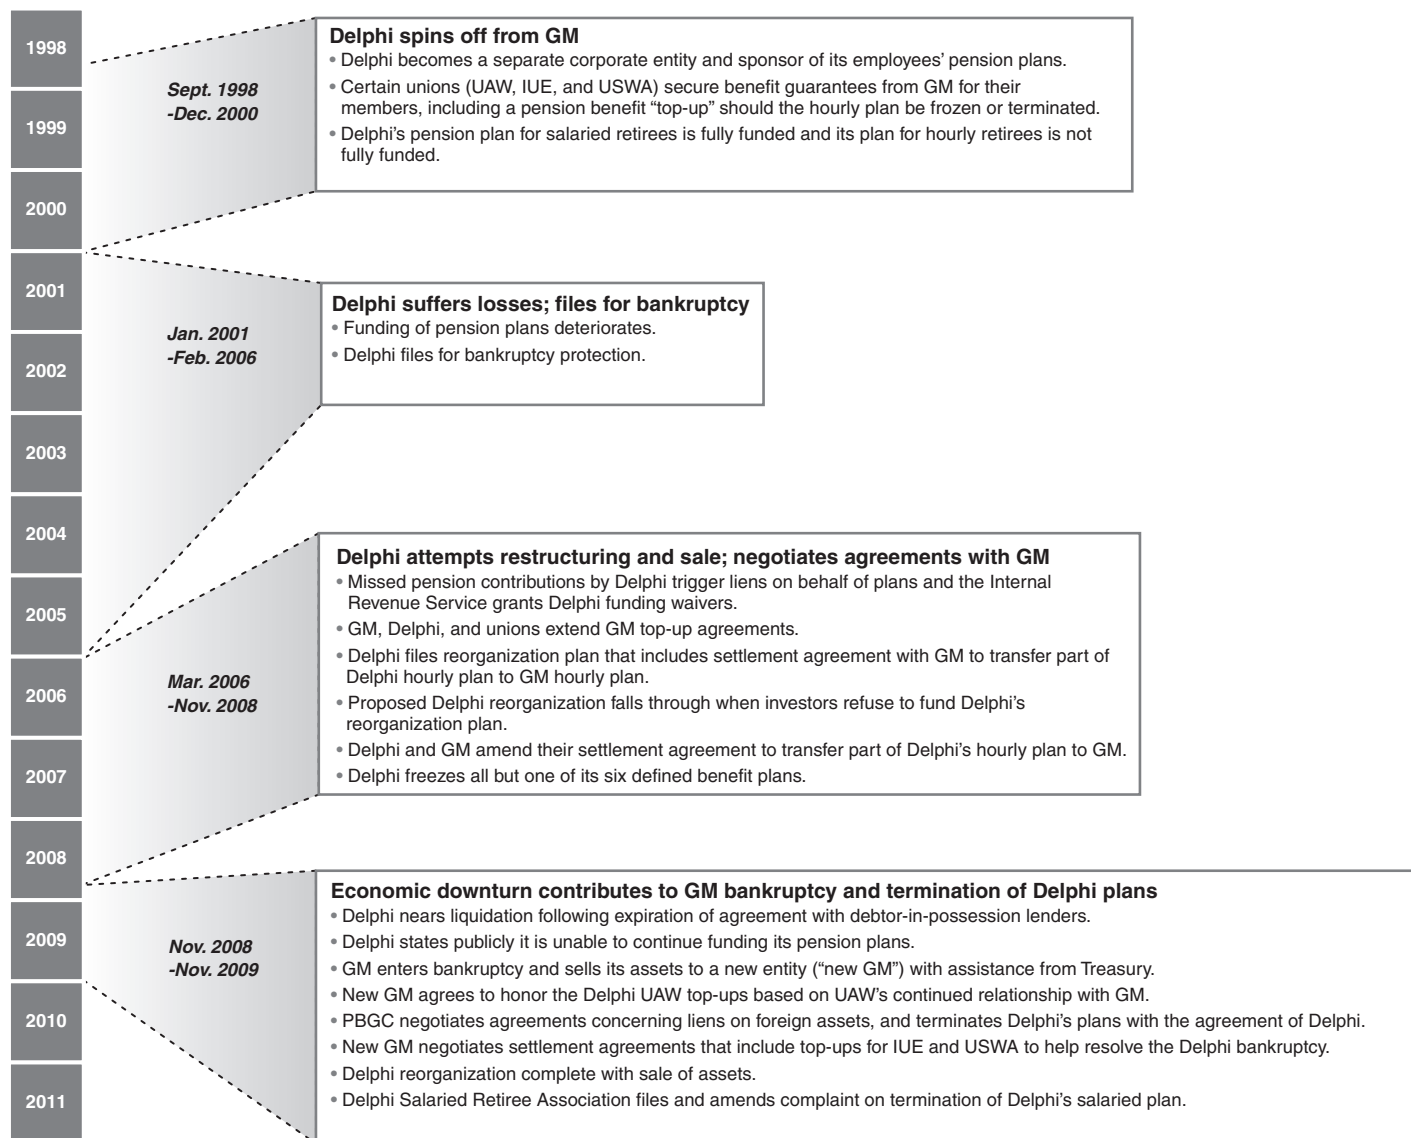 1998
1999
2000
2001
2002
2003
2004
2005
2006
2007
2008
2009
2010
2011
Sept. 1998
-Dec. 2000
Delphi spins off from GM
• Delphi becomes a separate corporate entity and sponsor of its employees’ pension plans.
• Certain unions (UAW, IUE, and USWA) secure benefit guarantees from GM for their
members, including a pension benefit “top-up” should the hourly plan be frozen or terminated.
• Delphi’s pension plan for salaried retirees is fully funded and its plan for hourly retirees is not
fully funded.
Jan. 2001
-Feb. 2006
Delphi suffers losses; files for bankruptcy
• Funding of pension plans deteriorates.
• Delphi files for bankruptcy protection.
Mar. 2006
-Nov. 2008
Delphi attempts restructuring and sale; negotiates agreements with GM
• Missed pension contributions by Delphi trigger liens on behalf of plans and the Internal
Revenue Service grants Delphi funding waivers.
• GM, Delphi, and unions extend GM top-up agreements.
• Delphi files reorganization plan that includes settlement agreement with GM to transfer part of
Delphi hourly plan to GM hourly plan.
• Proposed Delphi reorganization falls through when investors refuse to fund Delphi’s
reorganization plan.
• Delphi and GM amend their settlement agreement to transfer part of Delphi’s hourly plan to GM.
• Delphi freezes all but one of its six defined benefit plans.
Nov. 2008
-Nov. 2009
Economic downturn contributes to GM bankruptcy and termination of Delphi plans
• Delphi nears liquidation following expiration of agreement with debtor-in-possession lenders.
• Delphi states publicly it is unable to continue funding its pension plans.
• GM enters bankruptcy and sells its assets to a new entity (“new GM”) with assistance from Treasury.
• New GM agrees to honor the Delphi UAW top-ups based on UAW’s continued relationship with GM.
• PBGC negotiates agreements concerning liens on foreign assets, and terminates Delphi’s plans with the agreement of Delphi.
• New GM negotiates settlement agreements that include top-ups for IUE and USWA to help resolve the Delphi bankruptcy.
• Delphi reorganization complete with sale of assets.
• Delphi Salaried Retiree Association files and amends complaint on termination of Delphi’s salaried plan.